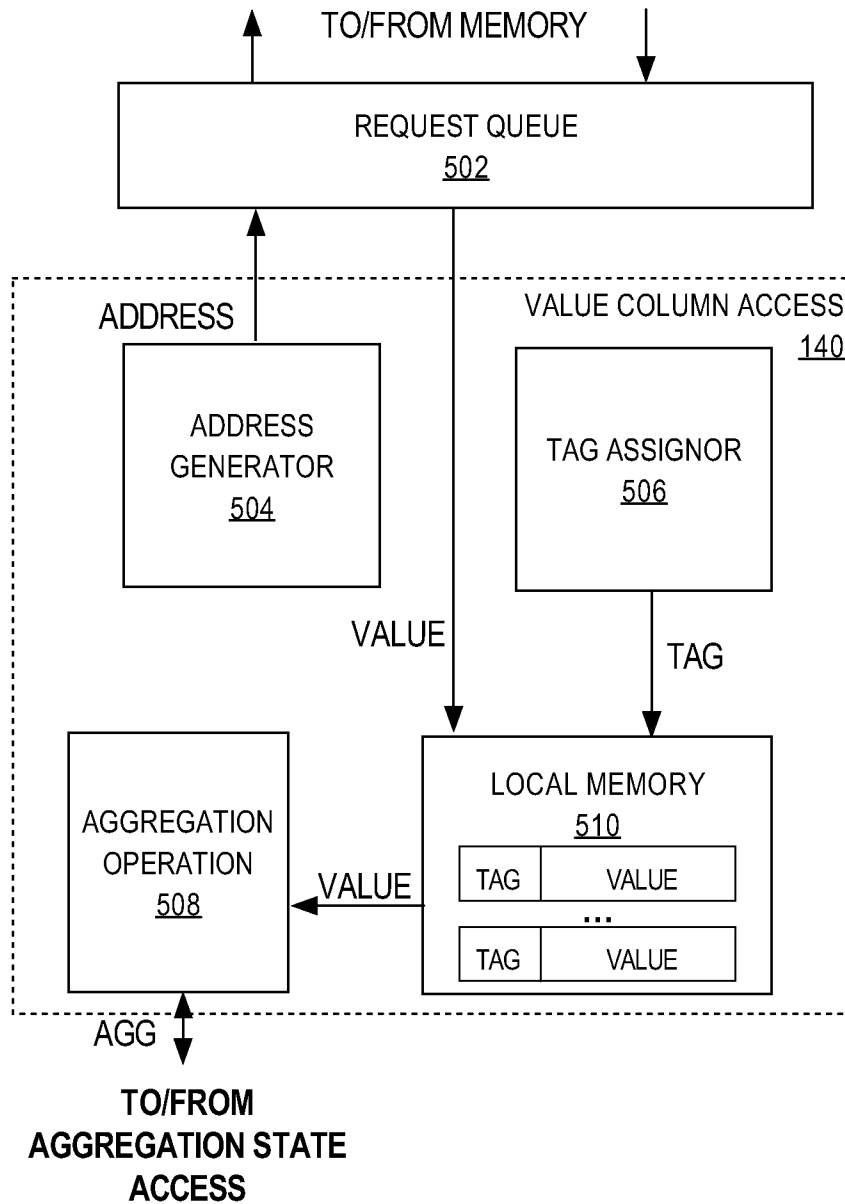 TO/FROM MEMORY
REQUEST QUEUE
502
ADDRESS
VALUE COLUMN ACCESS
140
ADDRESS
GENERATOR
504
TAG ASSIGNOR
506
VALUE
TAG
AGGREGATION
OPERATION
508
VALUE
LOCAL MEMORY
510
TAG VALUE
...
TAG VALUE
AGG
TO/FROM
AGGREGATION STATE
ACCESS